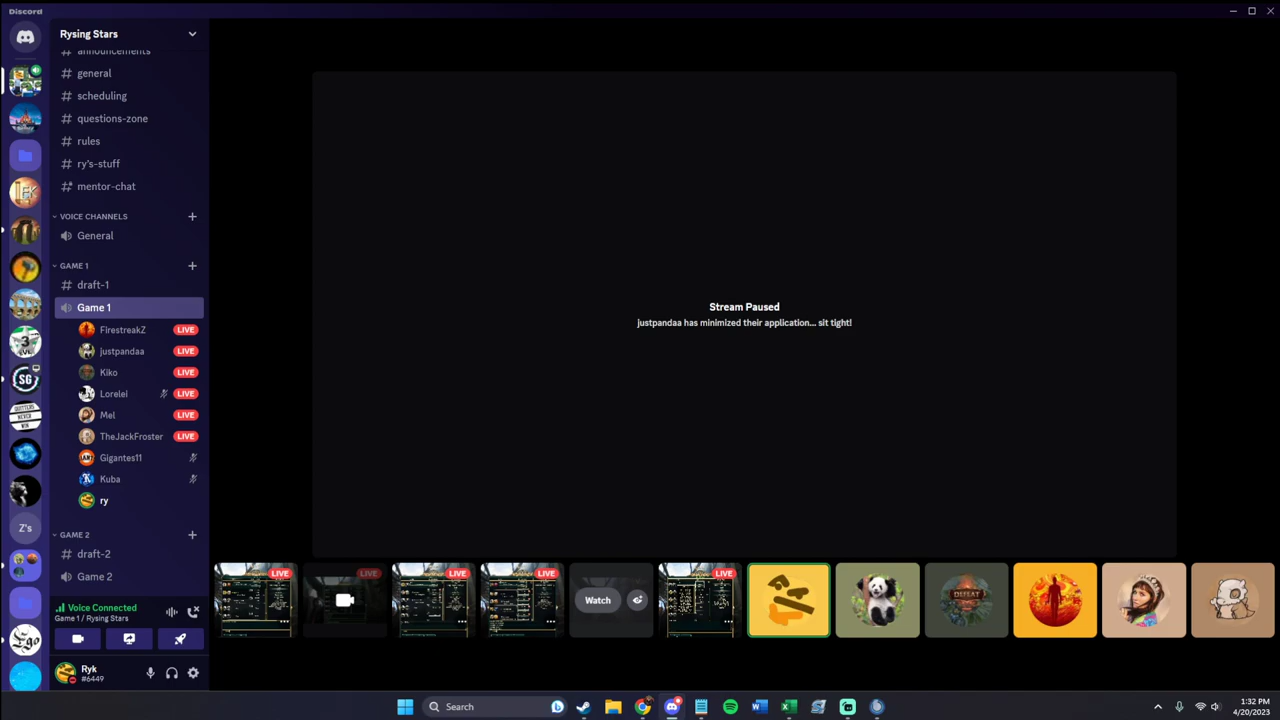 Discord
Rysing Stars
announcements
general
scheduling
questions-zone
rules
ry's-stuff
mentor-chat
VOICE CHANNELS
General
GAME 1
draft-1
Game 1
FirestreakZ LIVE
justpandaa LIVE
Kiko LIVE
Lorelei LIVE
Mel LIVE
TheJackFroster LIVE
Gigantes11
Kuba
ry
GAME 2
draft-2
Game 2
Z's
SG
Voice Connected
Game 1 / Rysing Stars
Ryk
#6449
Stream Paused
justpandaa has minimized their application... sit tight!
LIVE
LIVE
LIVE
LIVE
Watch
LIVE
DEFEAT
Search
1:32 PM
4/20/2023